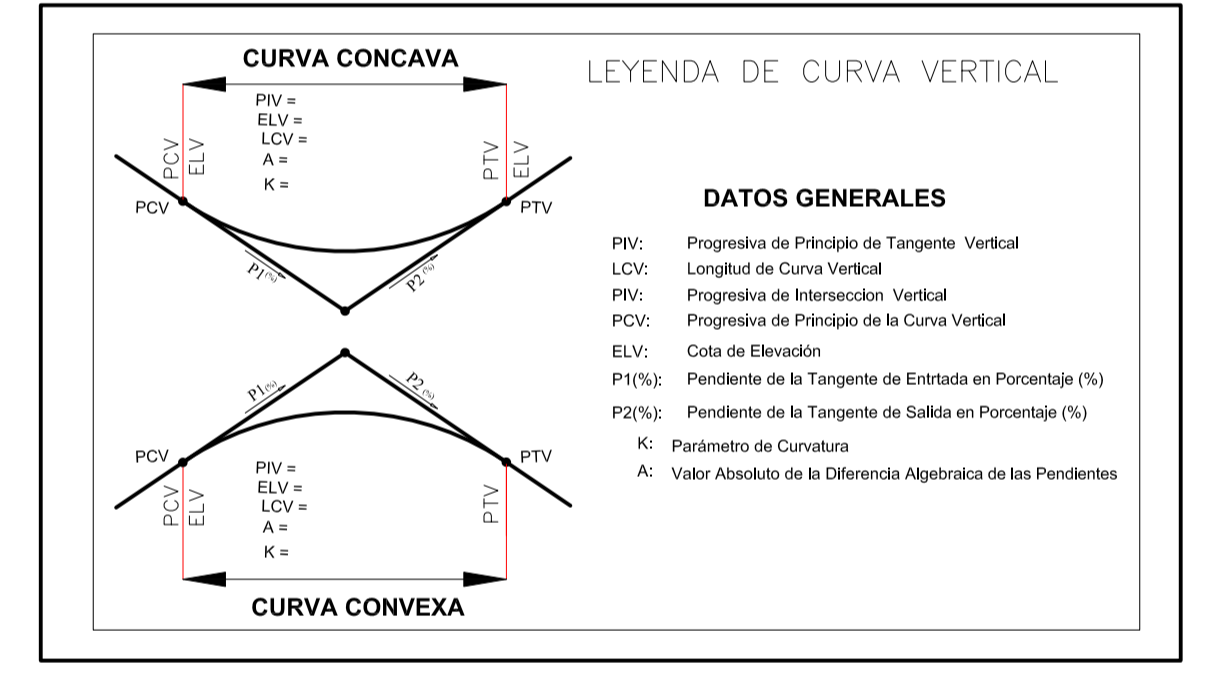 CURVA CONCAVA
PIV =
ELV =
LCV =
A =
K =
PCV
ELV
PTV
ELV
PCV
PTV
P1(%)
P2 (%)
P1(%)
P2 (%)
PCV
PTV
PIV =
ELV =
LCV =
A =
K =
PCV
ELV
PTV
CURVA CONVEXA
LEYENDA DE CURVA VERTICAL
DATOS GENERALES
PIV: Progresiva de Principio de Tangente Vertical
LCV: Longitud de Curva Vertical
PIV: Progresiva de Interseccion Vertical
PCV: Progresiva de Principio de la Curva Vertical
ELV: Cota de Elevación
P1(%): Pendiente de la Tangente de Entrtada en Porcentaje (%)
P2(%): Pendiente de la Tangente de Salida en Porcentaje (%)
K: Parámetro de Curvatura
A: Valor Absoluto de la Diferencia Algebraica de las Pendientes